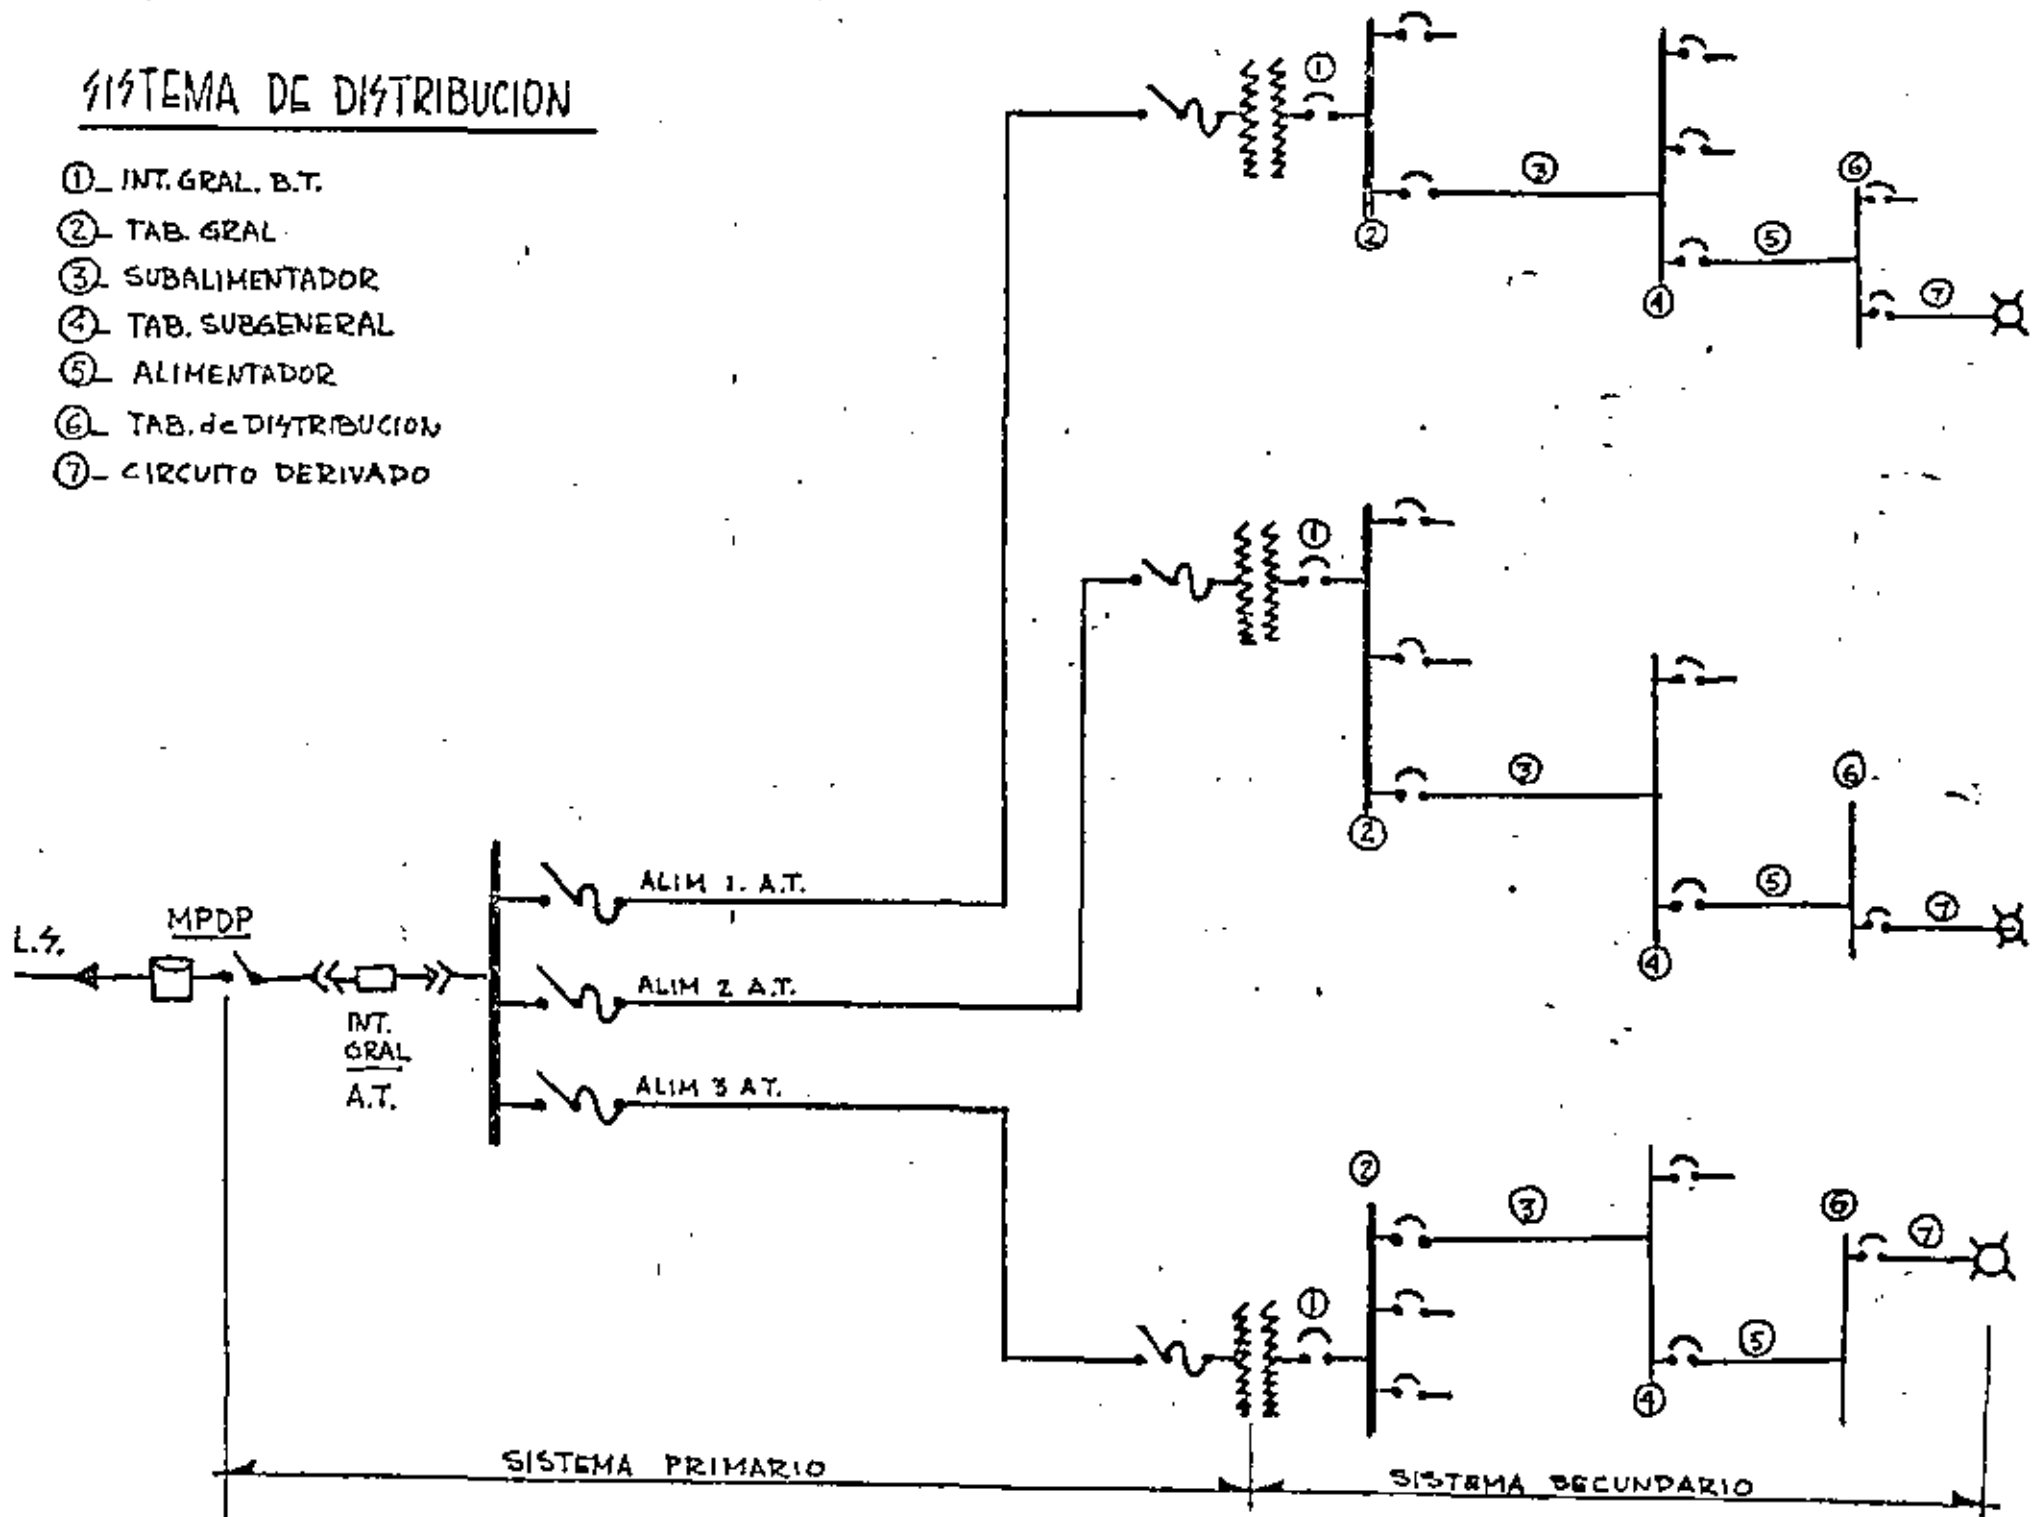 SISTEMA DE DISTRIBUCION
①_ INT. GRAL. B.T.
②_ TAB. GRAL
③_ SUBALIMENTADOR
④_ TAB. SUBGENERAL
⑤_ ALIMENTADOR
⑥_ TAB. de DISTRIBUCION
⑦_ CIRCUITO DERIVADO
①
②
③
④
⑤
⑥
⑦
①
②
③
④
⑤
⑥
⑦
L.S.
MPDP
INT.
GRAL
A.T.
ALIM 1. A.T.
ALIM 2 A.T.
ALIM 3 A.T.
①
②
③
④
⑤
⑥
⑦
SISTEMA PRIMARIO
SISTEMA SECUNDARIO